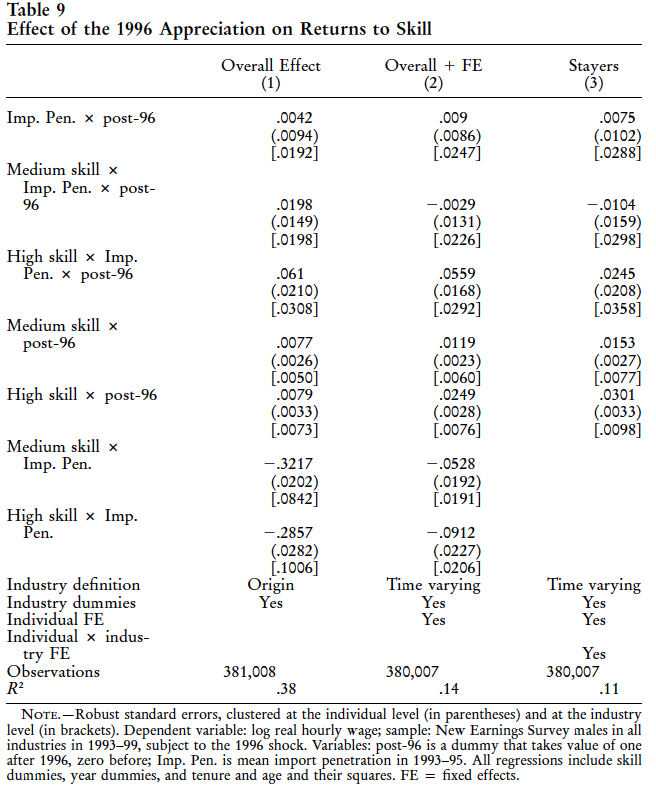 Table 9
Effect of the 1996 Appreciation on Returns to Skill
Overall Effect Overall + FE Stayers
(1) (2) (3)
Imp. Pen. × post-96 .0042 .009 .0075
(.0094) (.0086) (.0102)
[.0192] [.0247] [.0288]
Medium skill ×
Imp. Pen. × post-
96 .0198 −.0029 −.0104
(.0149) (.0131) (.0159)
[.0198] [.0226] [.0298]
High skill × Imp.
Pen. × post-96 .061 .0559 .0245
(.0210) (.0168) (.0208)
[.0308] [.0292] [.0358]
Medium skill ×
post-96 .0077 .0119 .0153
(.0026) (.0023) (.0027)
[.0050] [.0060] [.0077]
High skill × post-96 .0079 .0249 .0301
(.0033) (.0028) (.0033)
[.0073] [.0076] [.0098]
Medium skill ×
Imp. Pen. −.3217 −.0528
(.0202) (.0192)
[.0842] [.0191]
High skill × Imp.
Pen. −.2857 −.0912
(.0282) (.0227)
[.1006] [.0206]
Industry definition Origin Time varying Time varying
Industry dummies Yes Yes Yes
Individual FE Yes Yes
Individual × indus-
try FE Yes
Observations 381,008 380,007 380,007
R² .38 .14 .11
NOTE.—Robust standard errors, clustered at the individual level (in parentheses) and at the industry
level (in brackets). Dependent variable: log real hourly wage; sample: New Earnings Survey males in all
industries in 1993–99, subject to the 1996 shock. Variables: post-96 is a dummy that takes value of one
after 1996, zero before; Imp. Pen. is mean import penetration in 1993–95. All regressions include skill
dummies, year dummies, and tenure and age and their squares. FE = fixed effects.